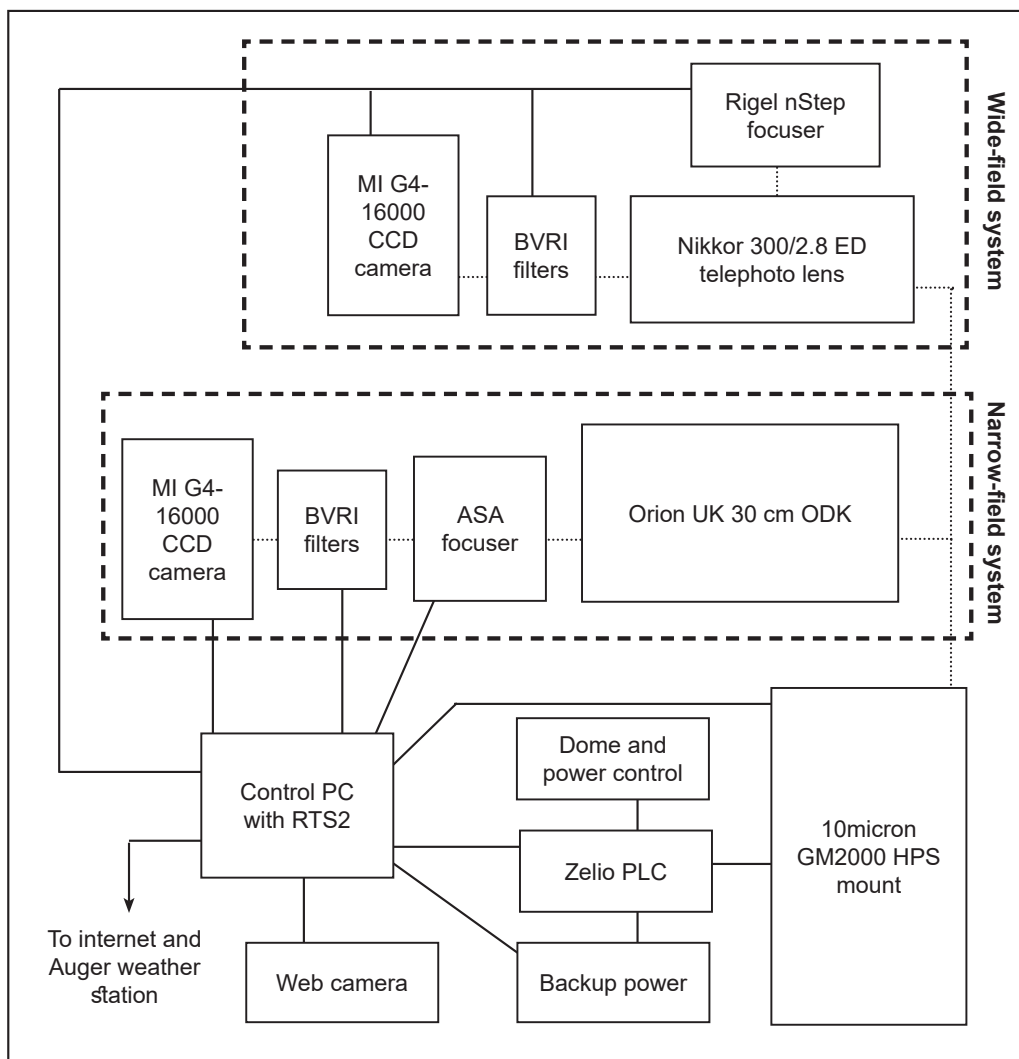 Rigel nStep
focuser
MI G4-
16000
CCD
camera
BVRI
filters
Nikkor 300/2.8 ED
telephoto lens
Wide-field system
MI G4-
16000
CCD
camera
BVRI
filters
ASA
focuser
Orion UK 30 cm ODK
Narrow-field system
Control PC
with RTS2
Dome and
power control
Zelio PLC
10micron
GM2000 HPS
mount
To internet and
Auger weather
station
Web camera
Backup power